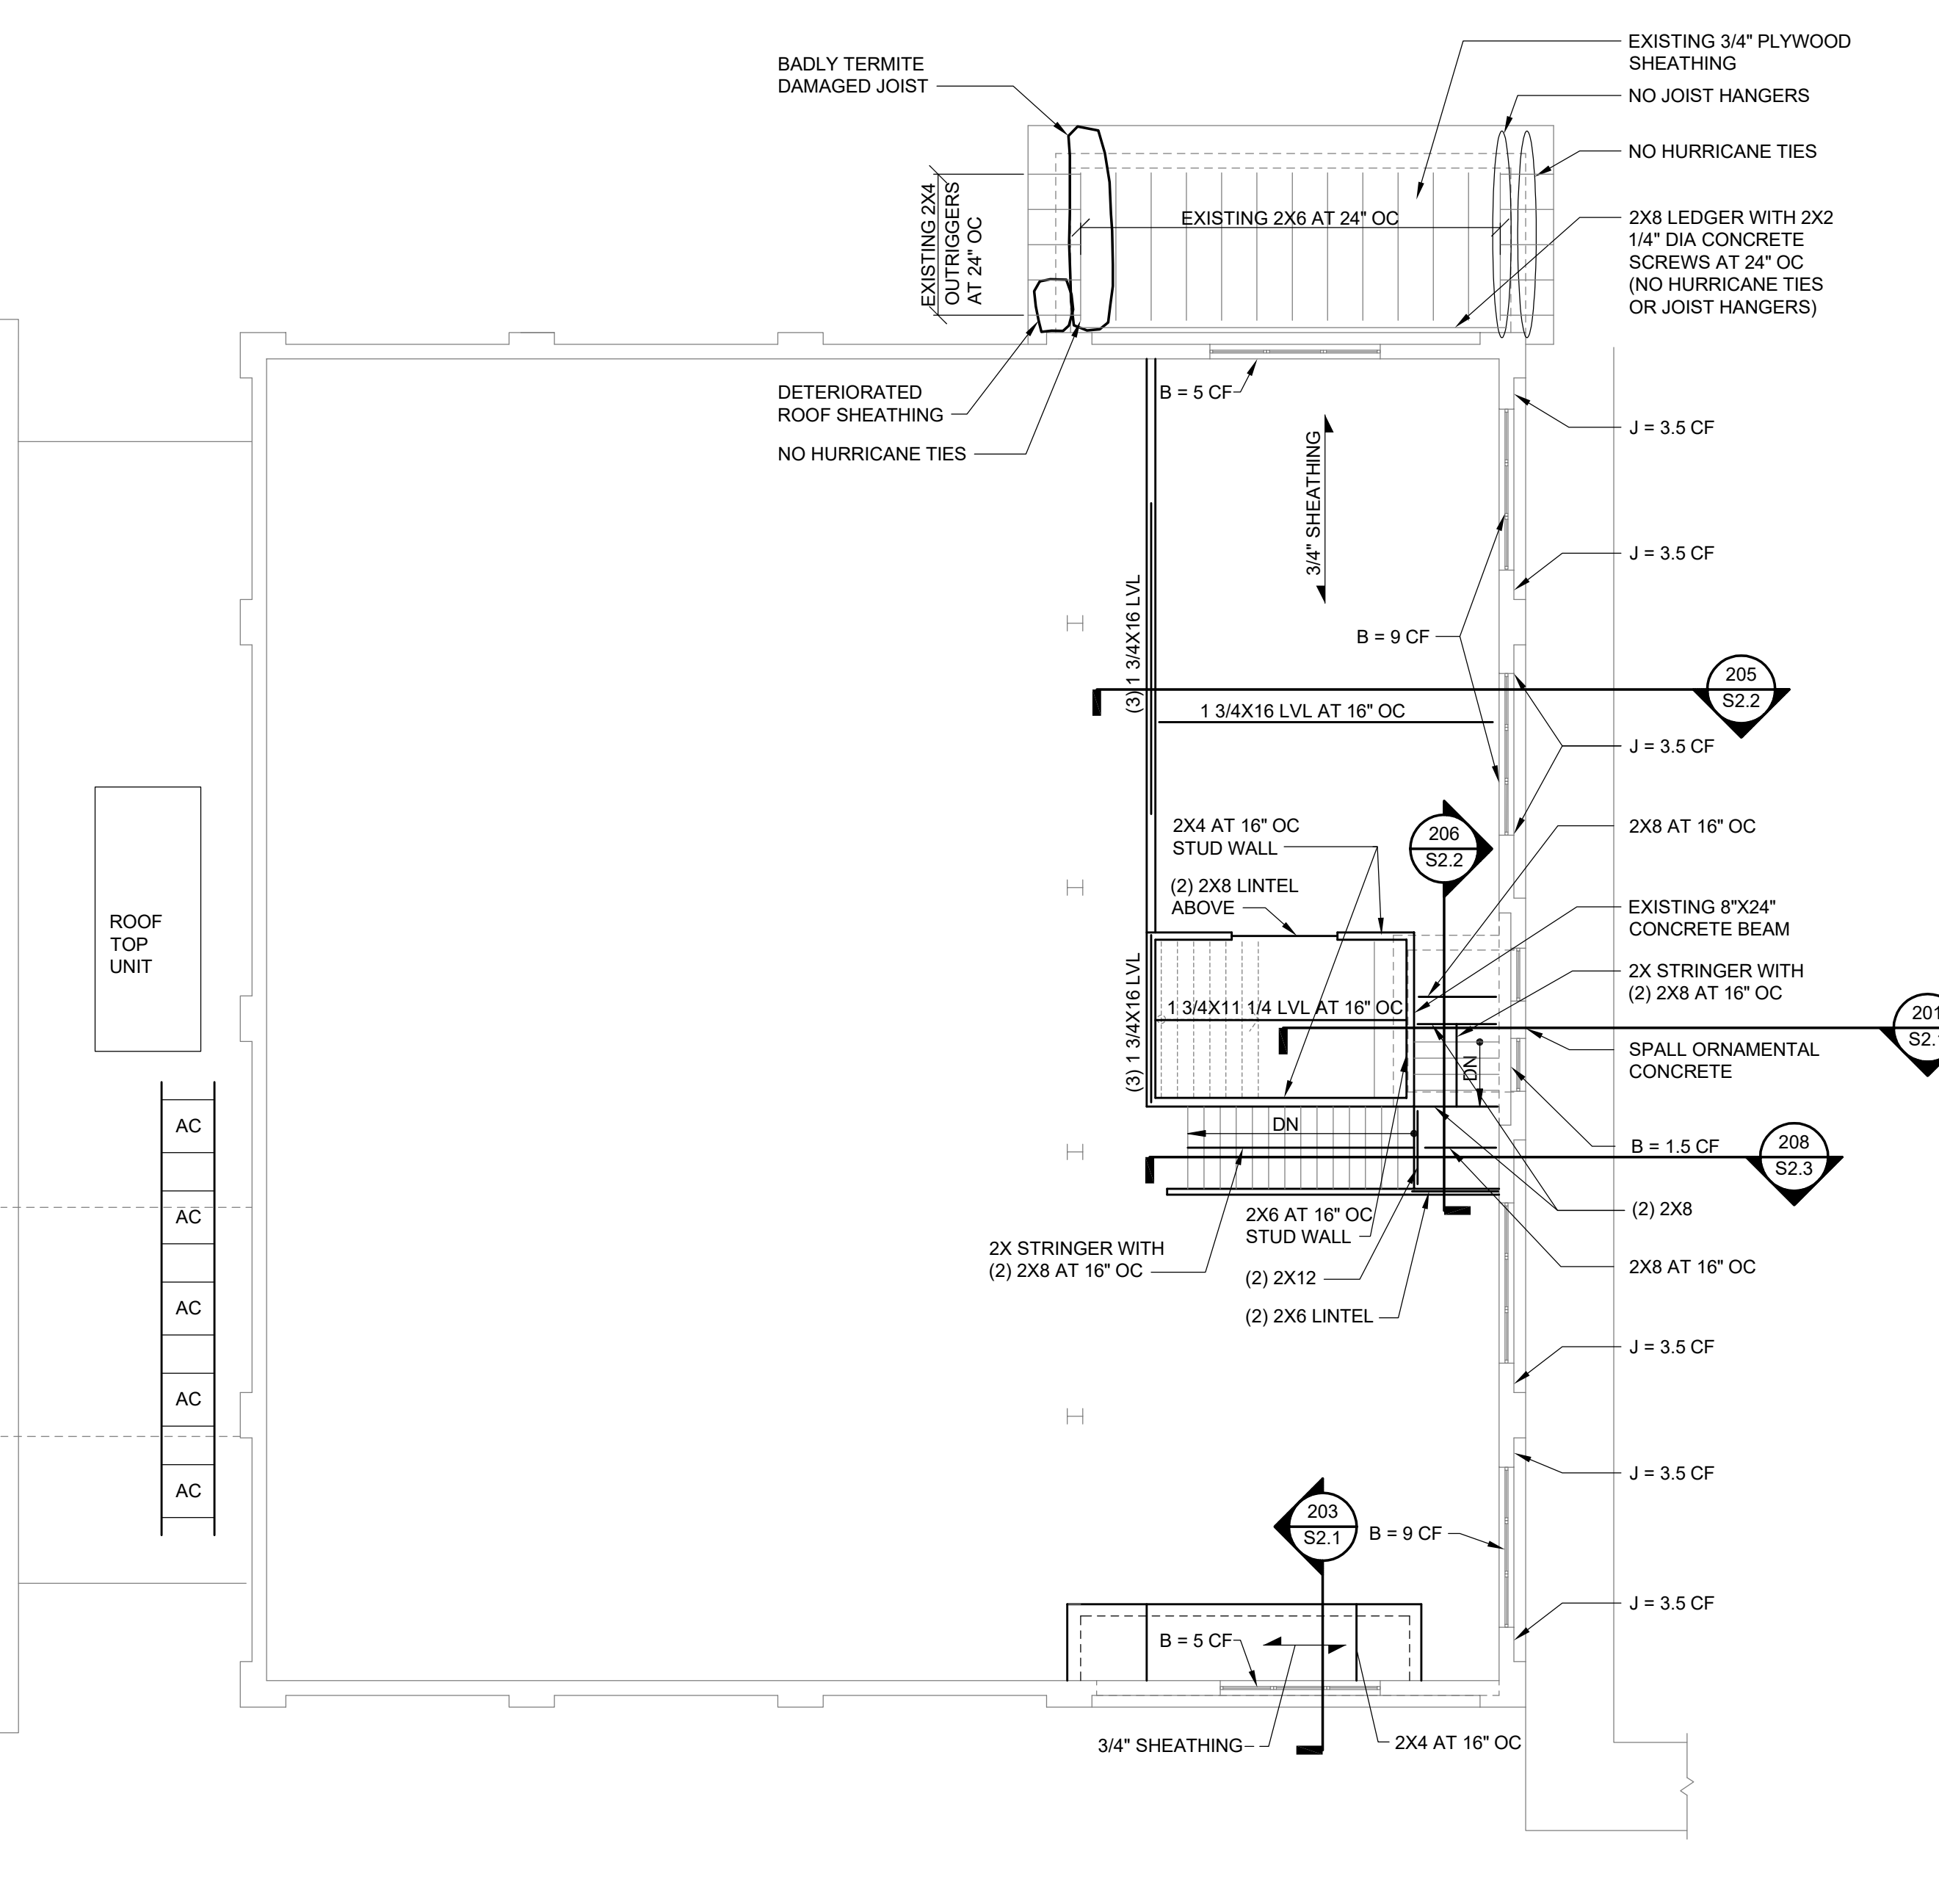 EXISTING 3/4" PLYWOOD
SHEATHING
BADLY TERMITE
DAMAGED JOIST
NO JOIST HANGERS
NO HURRICANE TIES
EXISTING 2X4
OUTRIGGERS
AT 24" OC
EXISTING 2X6 AT 24" OC
2X8 LEDGER WITH 2X2
1/4" DIA CONCRETE
SCREWS AT 24" OC
(NO HURRICANE TIES
OR JOIST HANGERS)
DETERIORATED
ROOF SHEATHING
NO HURRICANE TIES
B = 5 CF
J = 3.5 CF
3/4" SHEATHING
J = 3.5 CF
(3) 1 3/4X16 LVL
B = 9 CF
205
S2.2
1 3/4X16 LVL AT 16" OC
J = 3.5 CF
2X4 AT 16" OC
STUD WALL
206
S2.2
2X8 AT 16" OC
(2) 2X8 LINTEL
ABOVE
EXISTING 8"X24"
CONCRETE BEAM
ROOF
TOP
UNIT
2X STRINGER WITH
(2) 2X8 AT 16" OC
(3) 1 3/4X16 LVL
1 3/4X11 1/4 LVL AT 16" OC
201
S2.
SPALL ORNAMENTAL
CONCRETE
DN
AC
DN
B = 1.5 CF
208
S2.3
AC
2X6 AT 16" OC
STUD WALL
(2) 2X8
2X STRINGER WITH
(2) 2X8 AT 16" OC
(2) 2X12
2X8 AT 16" OC
AC
(2) 2X6 LINTEL
J = 3.5 CF
AC
J = 3.5 CF
AC
203
S2.1
B = 9 CF
J = 3.5 CF
B = 5 CF
3/4" SHEATHING
2X4 AT 16" OC